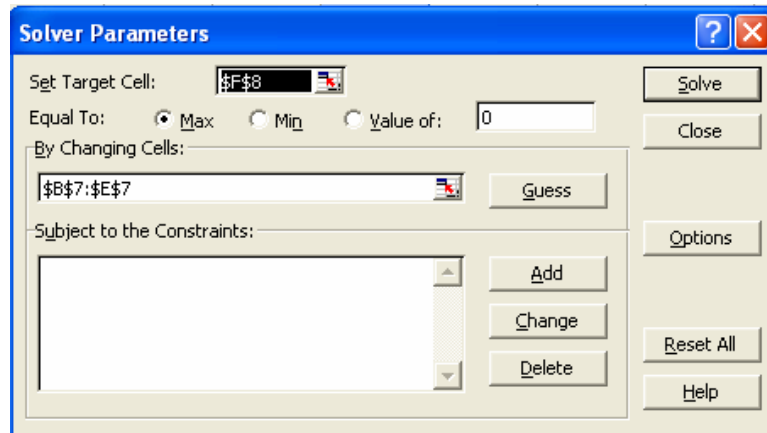 Solver Parameters
Set Target Cell: $F$8 Solve
Equal To: Max Min Value of: 0 Close
By Changing Cells:
$B$7:$E$7 Guess
Subject to the Constraints: Options
Add
Change
Reset All
Delete
Help